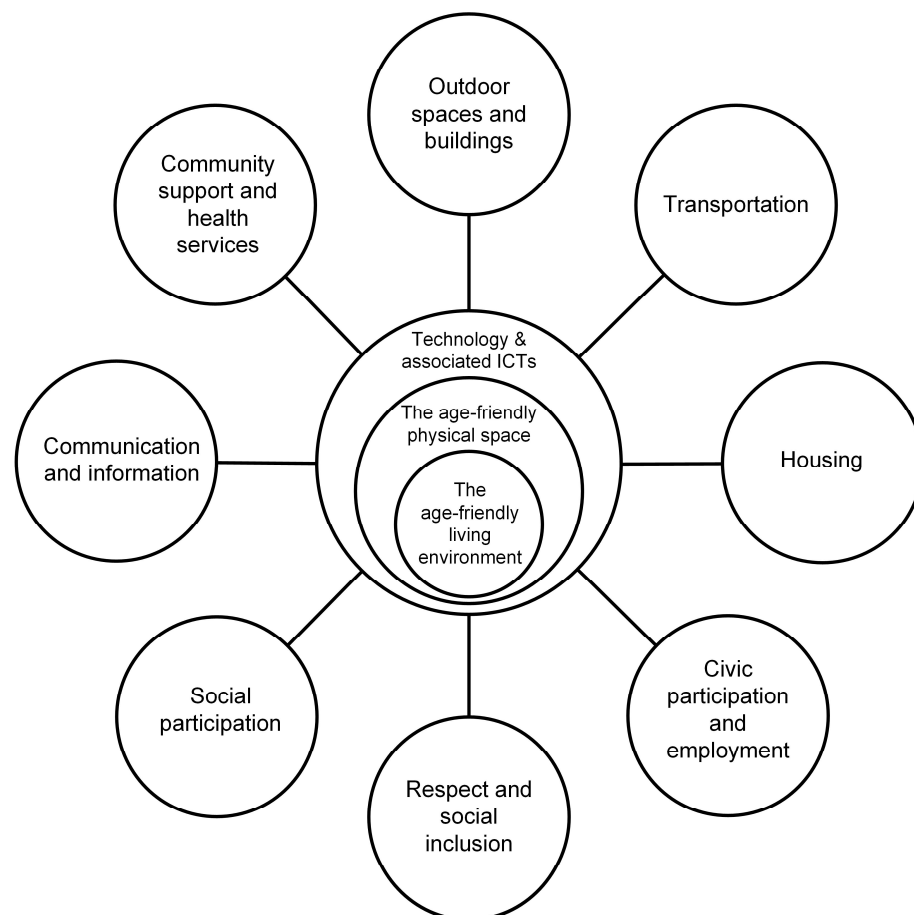 Outdoor
spaces and
buildings
Community
support and
health
services
Transportation
Technology &
associated ICTs
The age-friendly
physical space
The
age-friendly
living
environment
Communication
and information
Housing
Social
participation
Civic
participation
and
employment
Respect and
social
inclusion